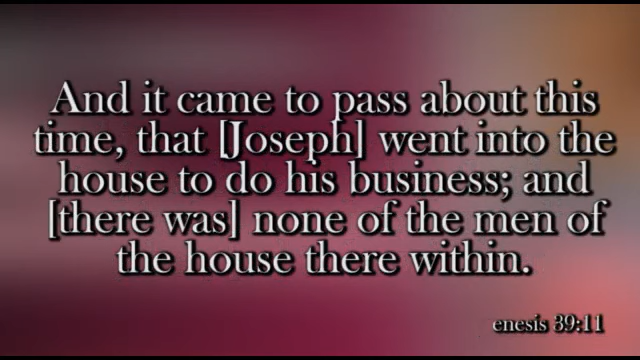 And it came to pass about this
time, that [Joseph] went into the
house to do his business; and
[there was] none of the men of
the house there within.
enesis 39:11